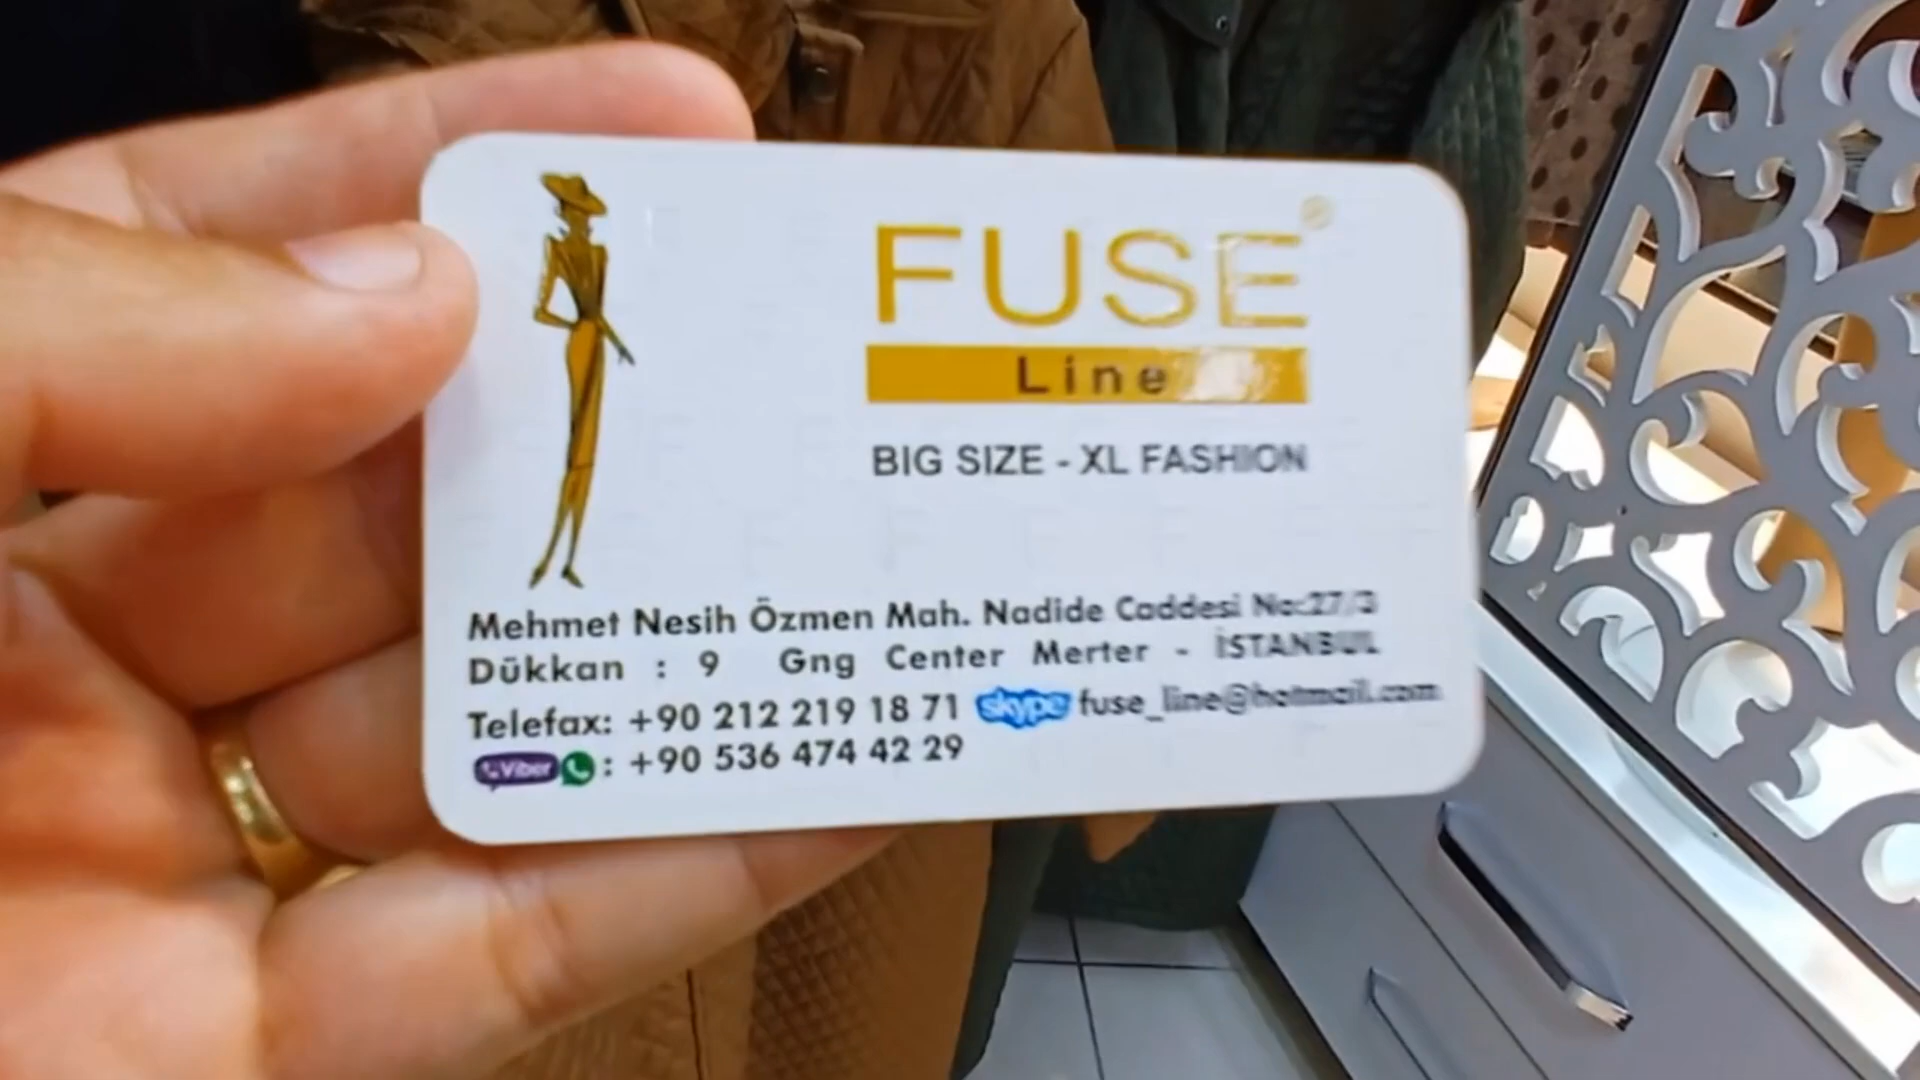 FUSE®
Line
BIG SIZE - XL FASHION
Mehmet Nesih Özmen Mah. Nadide Caddesi No:27/3
Dükkan : 9 Gng Center Merter - İSTANBUL
Telefax: +90 212 219 18 71 skype fuse_line@hotmail.com
Viber : +90 536 474 42 29